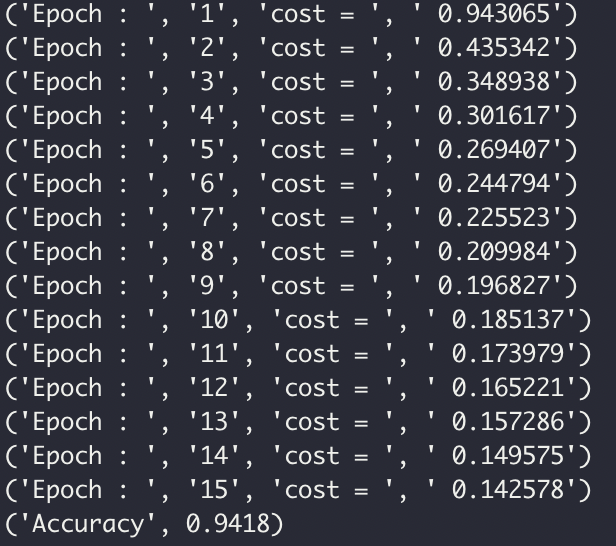 ('Epoch : ', '1', 'cost = ', ' 0.943065')
('Epoch : ', '2', 'cost = ', ' 0.435342')
('Epoch : ', '3', 'cost = ', ' 0.348938')
('Epoch : ', '4', 'cost = ', ' 0.301617')
('Epoch : ', '5', 'cost = ', ' 0.269407')
('Epoch : ', '6', 'cost = ', ' 0.244794')
('Epoch : ', '7', 'cost = ', ' 0.225523')
('Epoch : ', '8', 'cost = ', ' 0.209984')
('Epoch : ', '9', 'cost = ', ' 0.196827')
('Epoch : ', '10', 'cost = ', ' 0.185137')
('Epoch : ', '11', 'cost = ', ' 0.173979')
('Epoch : ', '12', 'cost = ', ' 0.165221')
('Epoch : ', '13', 'cost = ', ' 0.157286')
('Epoch : ', '14', 'cost = ', ' 0.149575')
('Epoch : ', '15', 'cost = ', ' 0.142578')
('Accuracy', 0.9418)